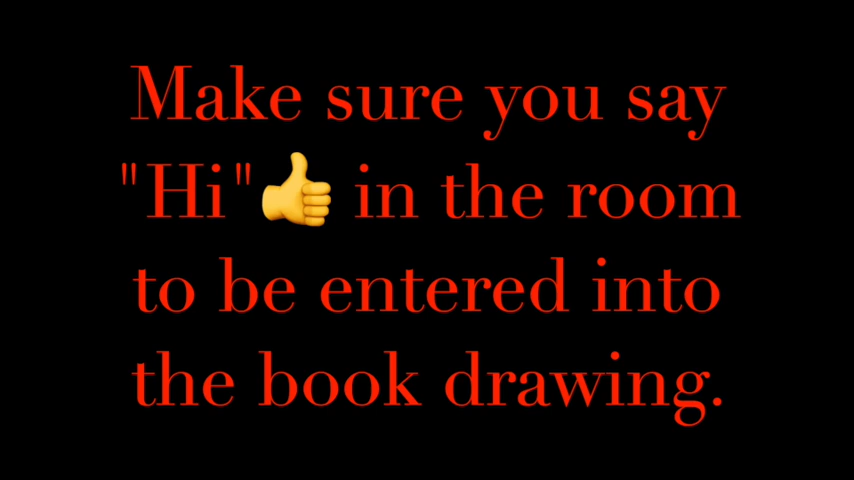 Make sure you say
"Hi"👍 in the room
to be entered into
the book drawing.